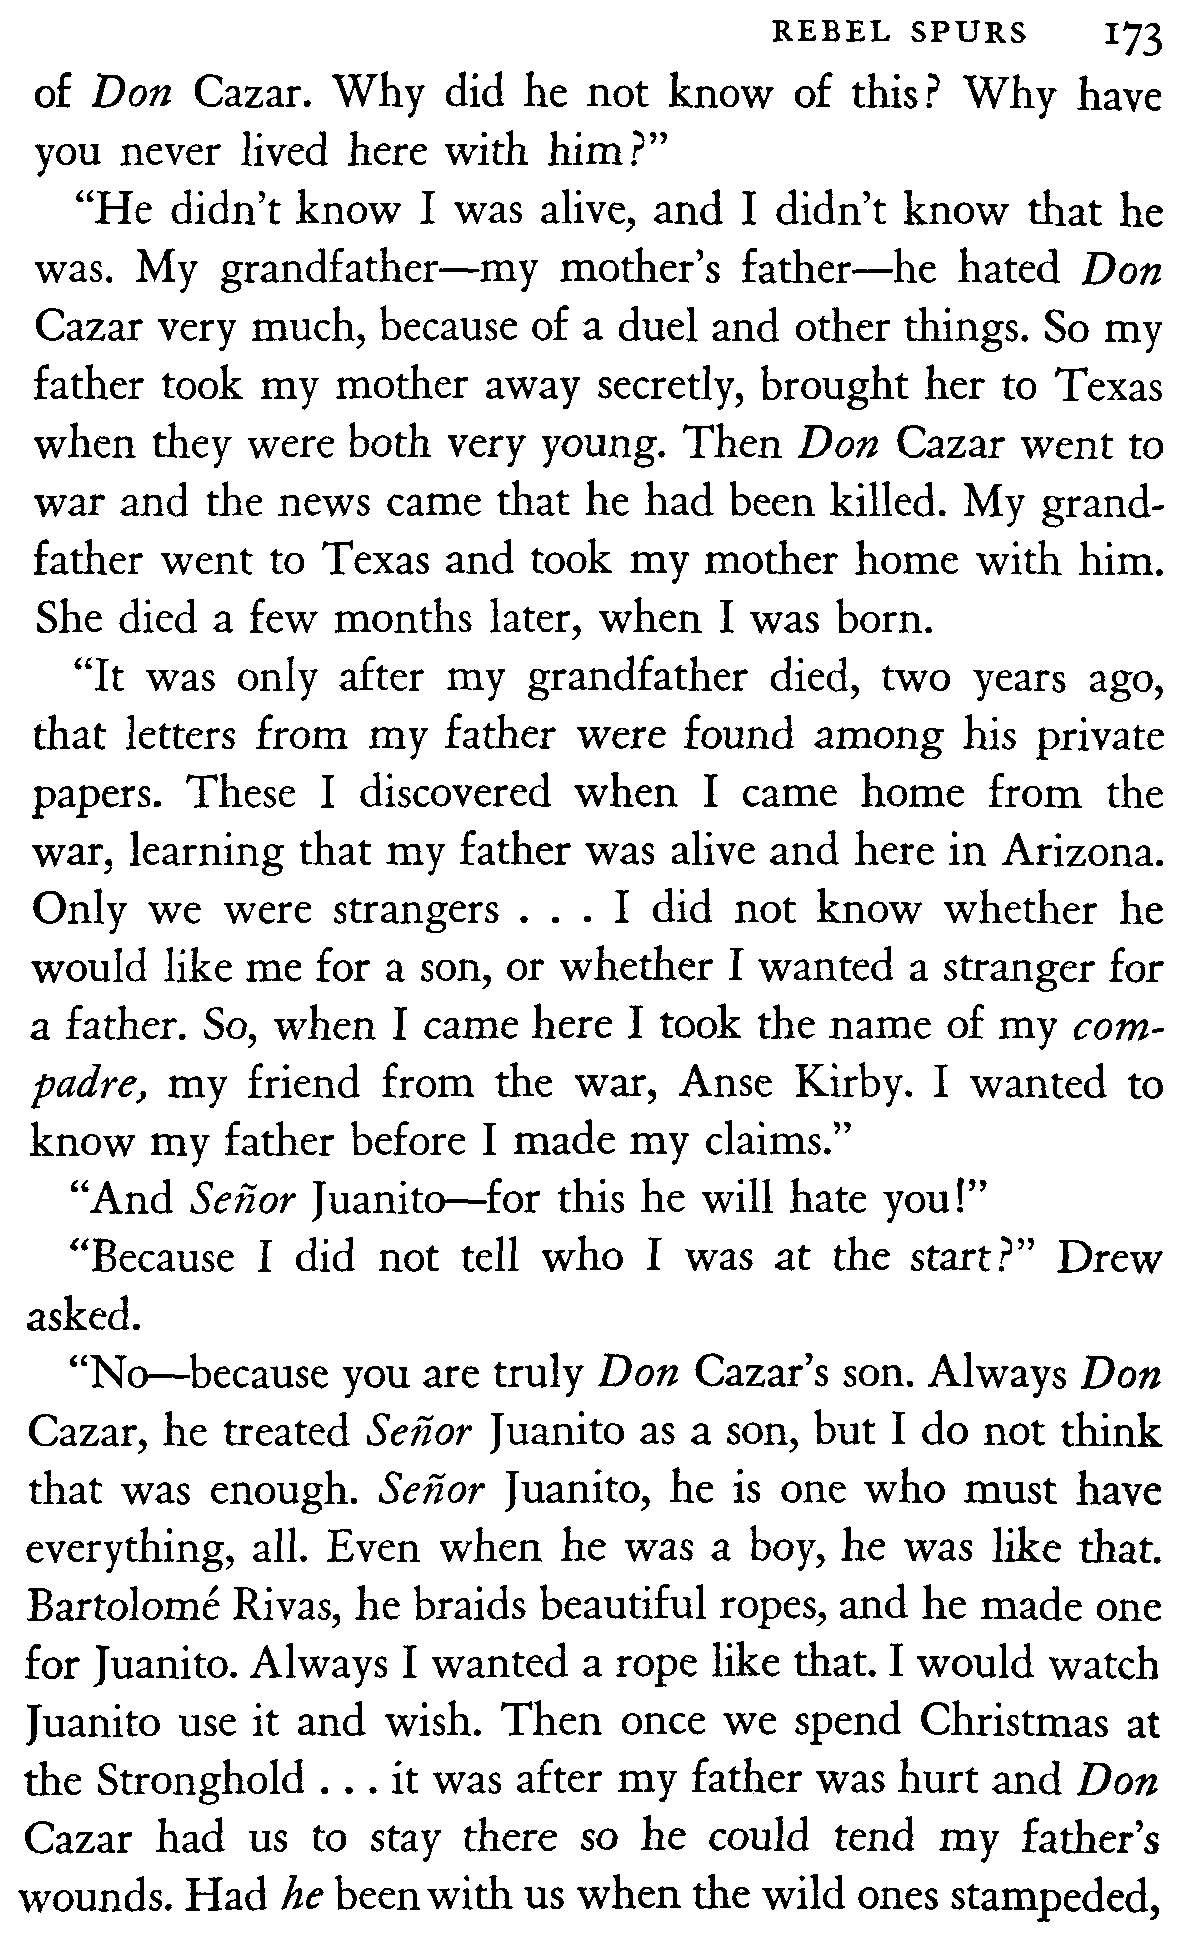 REBEL SPURS 173
of Don Cazar. Why did he not know of this? Why have
you never lived here with him?”
“He didn’t know I was alive, and I didn’t know that he
was. My grandfather—my mother’s father—he hated Don
Cazar very much, because of a duel and other things. So my
father took my mother away secretly, brought her to Texas
when they were both very young. Then Don Cazar went to
war and the news came that he had been killed. My grand-
father went to Texas and took my mother home with him.
She died a few months later, when I was born.
“It was only after my grandfather died, two years ago,
that letters from my father were found among his private
papers. These I discovered when I came home from the
war, learning that my father was alive and here in Arizona.
Only we were strangers . . . I did not know whether he
would like me for a son, or whether I wanted a stranger for
a father. So, when I came here I took the name of my com-
padre, my friend from the war, Anse Kirby. I wanted to
know my father before I made my claims.”
“And Señor Juanito—for this he will hate you!”
“Because I did not tell who I was at the start?” Drew
asked.
“No—because you are truly Don Cazar’s son. Always Don
Cazar, he treated Señor Juanito as a son, but I do not think
that was enough. Señor Juanito, he is one who must have
everything, all. Even when he was a boy, he was like that.
Bartolomé Rivas, he braids beautiful ropes, and he made one
for Juanito. Always I wanted a rope like that. I would watch
Juanito use it and wish. Then once we spend Christmas at
the Stronghold . . . it was after my father was hurt and Don
Cazar had us to stay there so he could tend my father’s
wounds. Had he been with us when the wild ones stampeded,